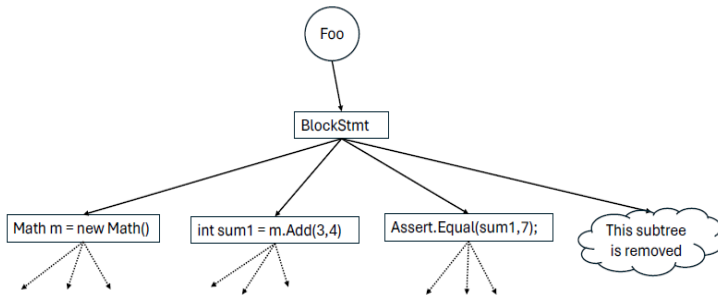 Foo
BlockStmt
Math m = new Math()
int sum1 = m.Add(3,4)
Assert.Equal(sum1,7);
This subtree
is removed